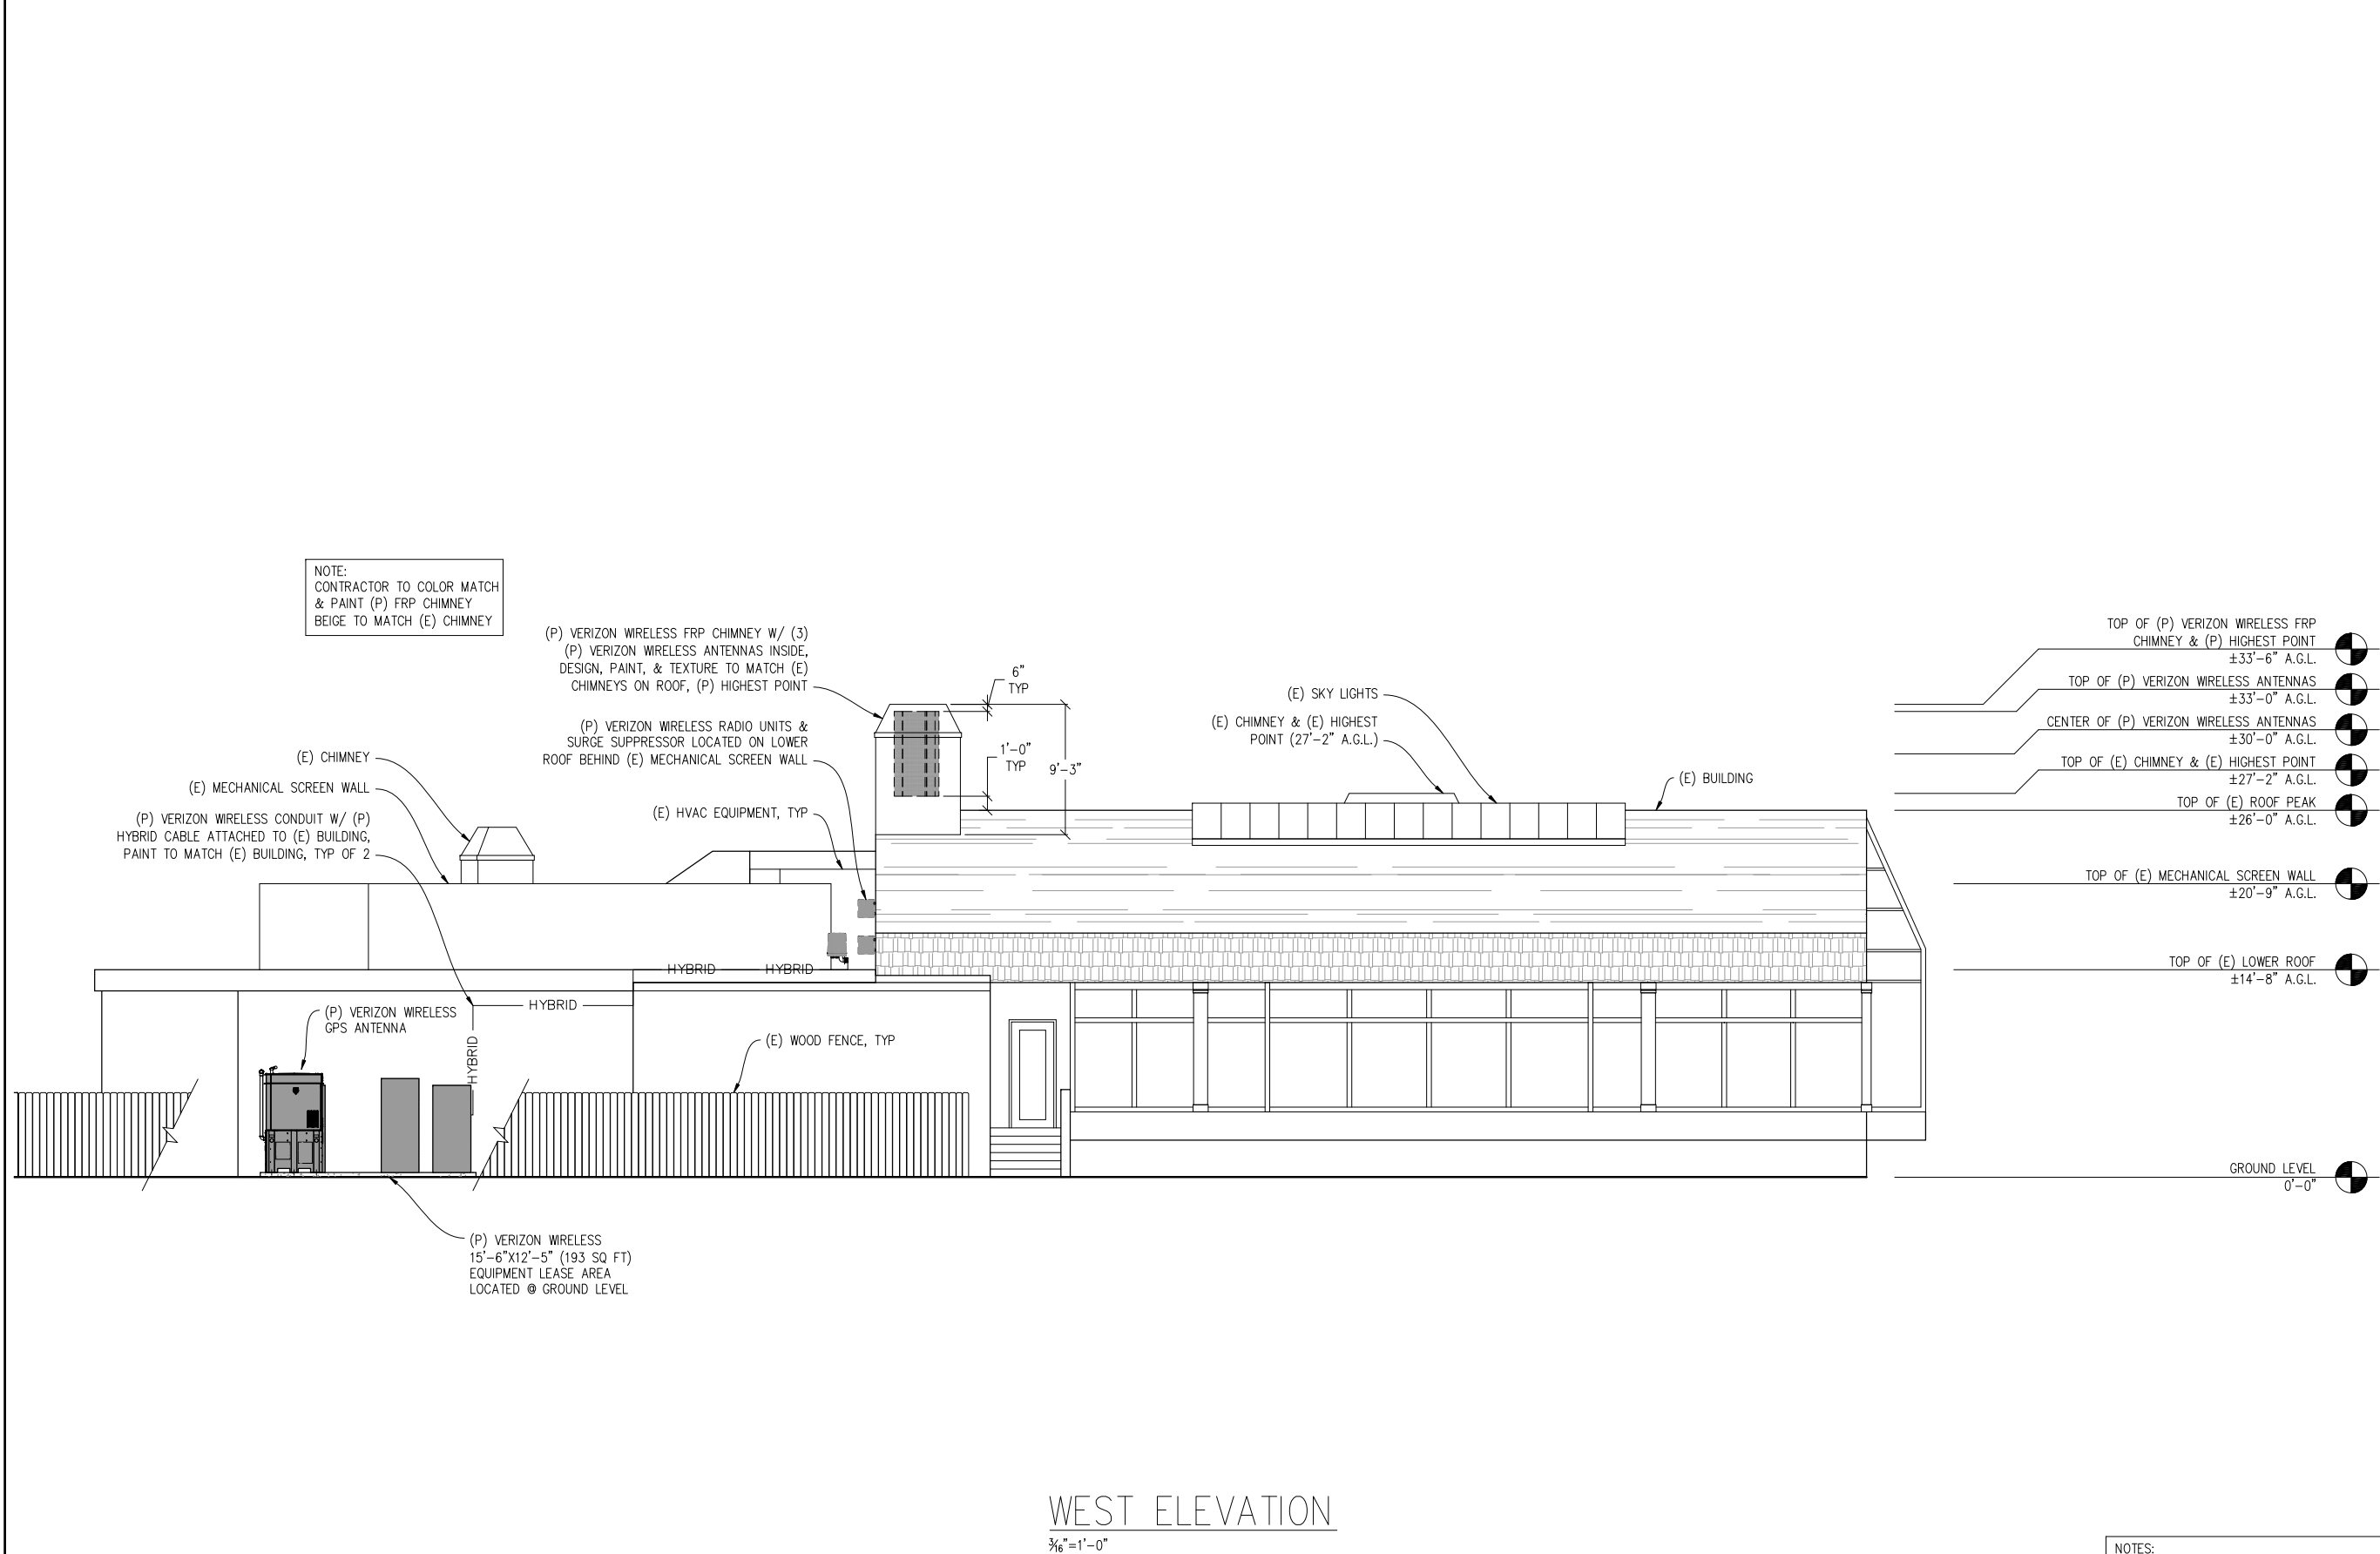 NOTE:
CONTRACTOR TO COLOR MATCH
& PAINT (P) FRP CHIMNEY
BEIGE TO MATCH (E) CHIMNEY
(P) VERIZON WIRELESS FRP CHIMNEY W/ (3)
(P) VERIZON WIRELESS ANTENNAS INSIDE,
DESIGN, PAINT, & TEXTURE TO MATCH (E)
CHIMNEYS ON ROOF, (P) HIGHEST POINT
(P) VERIZON WIRELESS RADIO UNITS &
SURGE SUPPRESSOR LOCATED ON LOWER
ROOF BEHIND (E) MECHANICAL SCREEN WALL
(E) HVAC EQUIPMENT, TYP
(E) CHIMNEY
(E) MECHANICAL SCREEN WALL
(P) VERIZON WIRELESS CONDUIT W/ (P)
HYBRID CABLE ATTACHED TO (E) BUILDING,
PAINT TO MATCH (E) BUILDING, TYP OF 2
6"
TYP
1'-0"
TYP
9'-3"
(E) SKY LIGHTS
(E) CHIMNEY & (E) HIGHEST
POINT (27'-2" A.G.L.)
(E) BUILDING
TOP OF (P) VERIZON WIRELESS FRP
CHIMNEY & (P) HIGHEST POINT
±33'-6" A.G.L.
TOP OF (P) VERIZON WIRELESS ANTENNAS
±33'-0" A.G.L.
CENTER OF (P) VERIZON WIRELESS ANTENNAS
±30'-0" A.G.L.
TOP OF (E) CHIMNEY & (E) HIGHEST POINT
±27'-2" A.G.L.
TOP OF (E) ROOF PEAK
±26'-0" A.G.L.
TOP OF (E) MECHANICAL SCREEN WALL
±20'-9" A.G.L.
TOP OF (E) LOWER ROOF
±14'-8" A.G.L.
GROUND LEVEL
0'-0"
HYBRID
HYBRID
HYBRID
HYBRID
(P) VERIZON WIRELESS
GPS ANTENNA
(E) WOOD FENCE, TYP
(P) VERIZON WIRELESS
15'-6"X12'-5" (193 SQ FT)
EQUIPMENT LEASE AREA
LOCATED @ GROUND LEVEL
WEST ELEVATION
3/16"=1'-0"
NOTES: